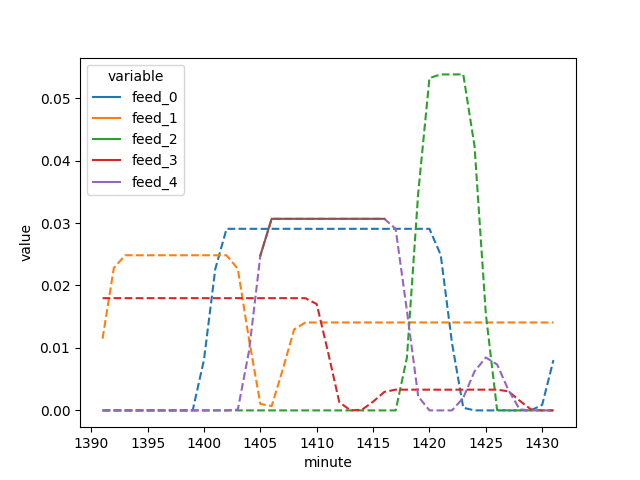 variable
feed_0
feed_1
feed_2
feed_3
feed_4
value
0.05
0.04
0.03
0.02
0.01
0.00
1390 1395 1400 1405 1410 1415 1420 1425 1430
minute